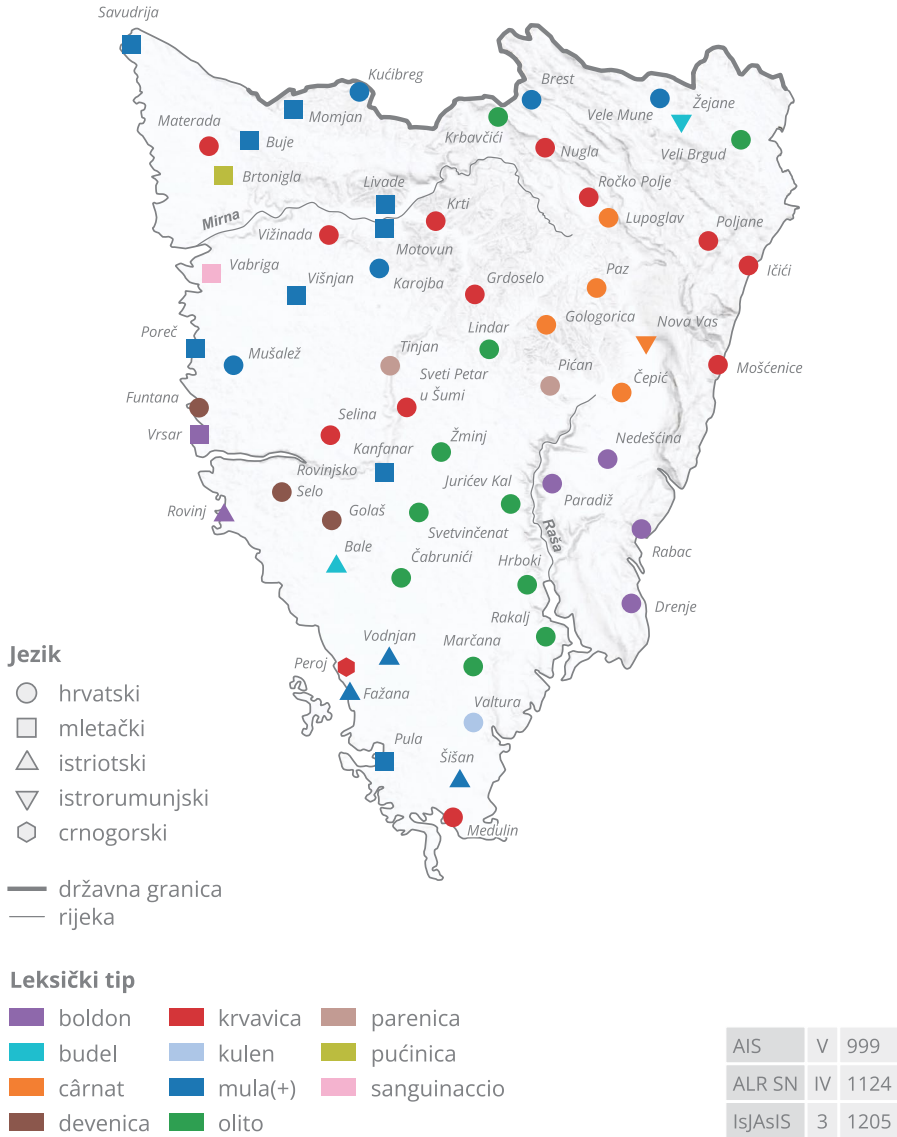 Savudrija
Kućibreg
Brest
Momjan
Vele Mune
Žejane
Materada
Buje
Krbavčići
Nugla
Veli Brgud
Brtonigla
Livade
Ročko Polje
Mirna
Krti
Lupoglav
Poljane
Vižinada
Motovun
Vabriga
Višnjan
Karojba
Grdoselo
Paz
Ičići
Poreč
Lindar
Gologorica
Nova Vas
Mušalež
Tinjan
Pićan
Mošćenice
Sveti Petar
u Šumi
Čepić
Funtana
Vrsar
Selina
Kanfanar
Žminj
Nedešćina
Rovinjsko
Selo
Jurićev Kal
Paradiž
Rovinj
Golaš
Svetvinčenat
Raša
Rabac
Bale
Čabrunići
Hrboki
Drenje
Rakalj
Peroj
Vodnjan
Marčana
Fažana
Valtura
Pula
Šišan
Medulin
Jezik
hrvatski
mletački
istriotski
istrorumunjski
crnogorski
državna granica
rijeka
Leksički tip
boldon krvavica parenica
budel kulen pućinica
cârnat mula(+) sanguinaccio
devenica olito
AIS V 999
ALR SN IV 1124
IsJAsIS 3 1205